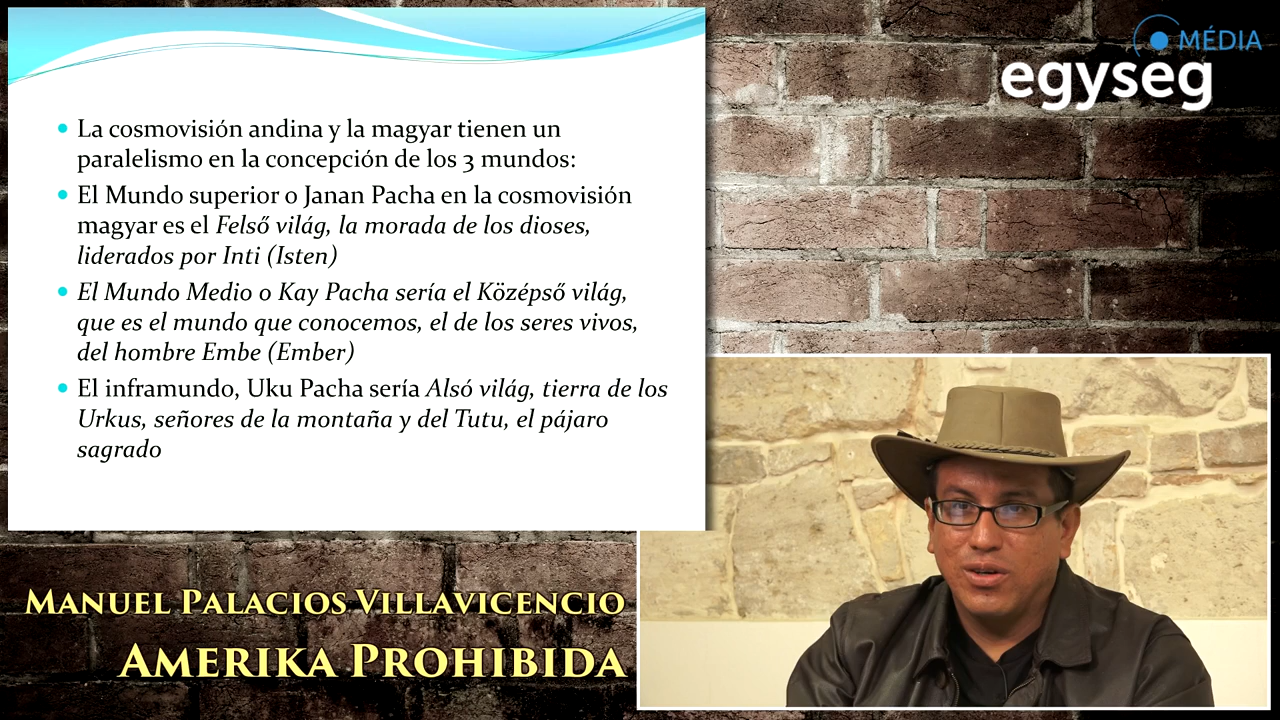 MÉDIA
egyseg
• La cosmovisión andina y la magyar tienen un
paralelismo en la concepción de los 3 mundos:
• El Mundo superior o Janan Pacha en la cosmovisión
magyar es el Felső világ, la morada de los dioses,
liderados por Inti (Isten)
• El Mundo Medio o Kay Pacha sería el Középső világ,
que es el mundo que conocemos, el de los seres vivos,
del hombre Embe (Ember)
• El inframundo, Uku Pacha sería Alsó világ, tierra de los
Urkus, señores de la montaña y del Tutu, el pájaro
sagrado
MANUEL PALACIOS VILLAVICENCIO
AMERIKA PROHIBIDA